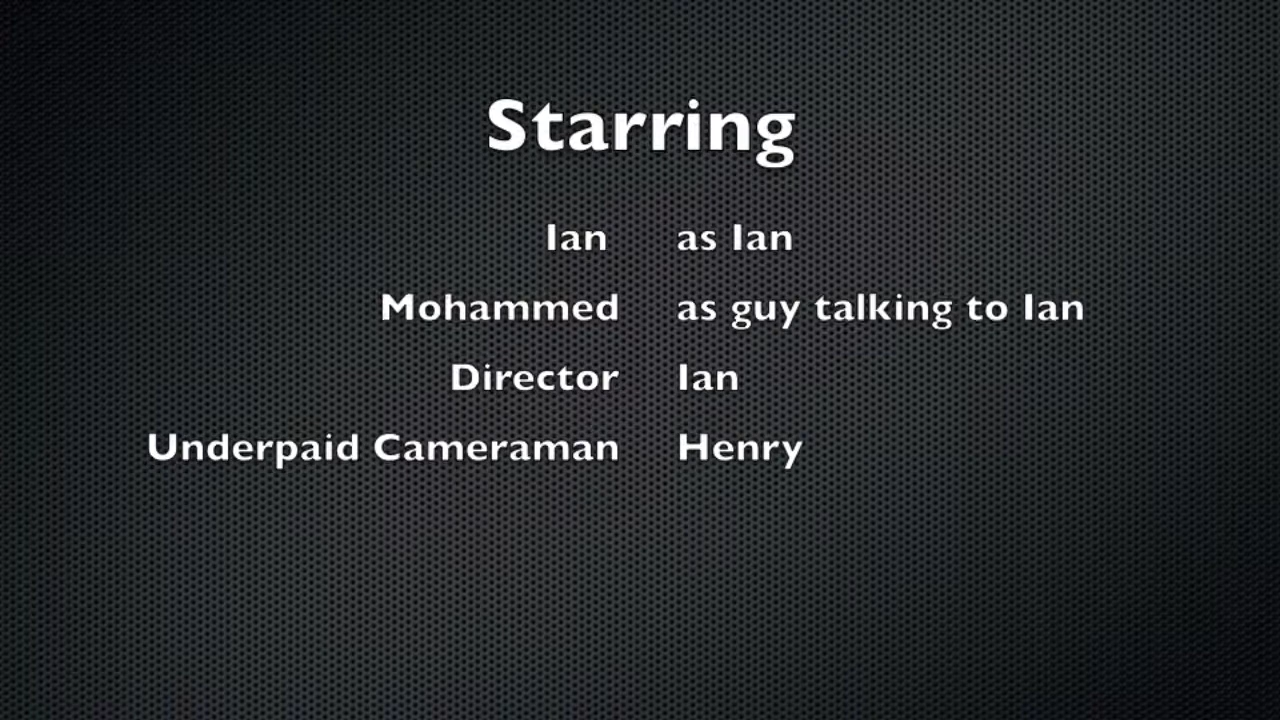 Starring
Ian as Ian
Mohammed as guy talking to Ian
Director Ian
Underpaid Cameraman Henry